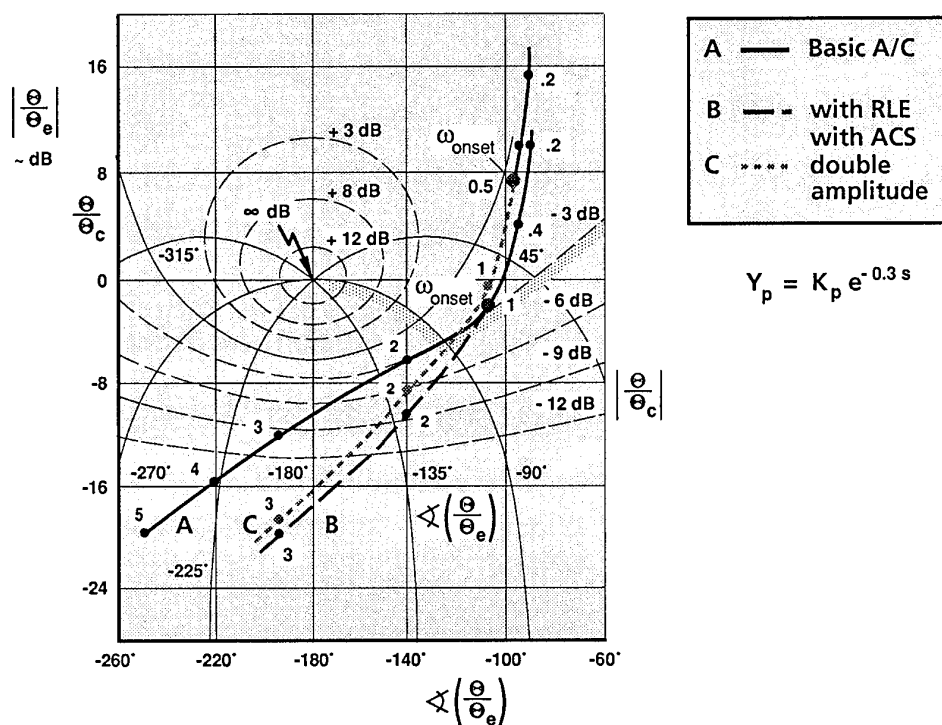 16
8
0
-8
-16
-24
|Θ/Θe|
~ dB
Θ/Θc
-260°
-220°
-180°
-140°
-100°
-60°
∢(Θ/Θe)
+ 3 dB
+ 8 dB
∞ dB
+ 12 dB
-315°
ωonset
0.5
.2
.2
.4
45°
- 3 dB
1
1
ωonset
- 6 dB
- 9 dB
- 12 dB
|Θ/Θc|
2
2
2
3
4
5
3
3
-270°
-180°
-135°
-90°
-225°
A
C
B
∢(Θ/Θe)
A Basic A/C
B with RLE
with ACS
C double
amplitude
Yp = Kp e^-0.3 s